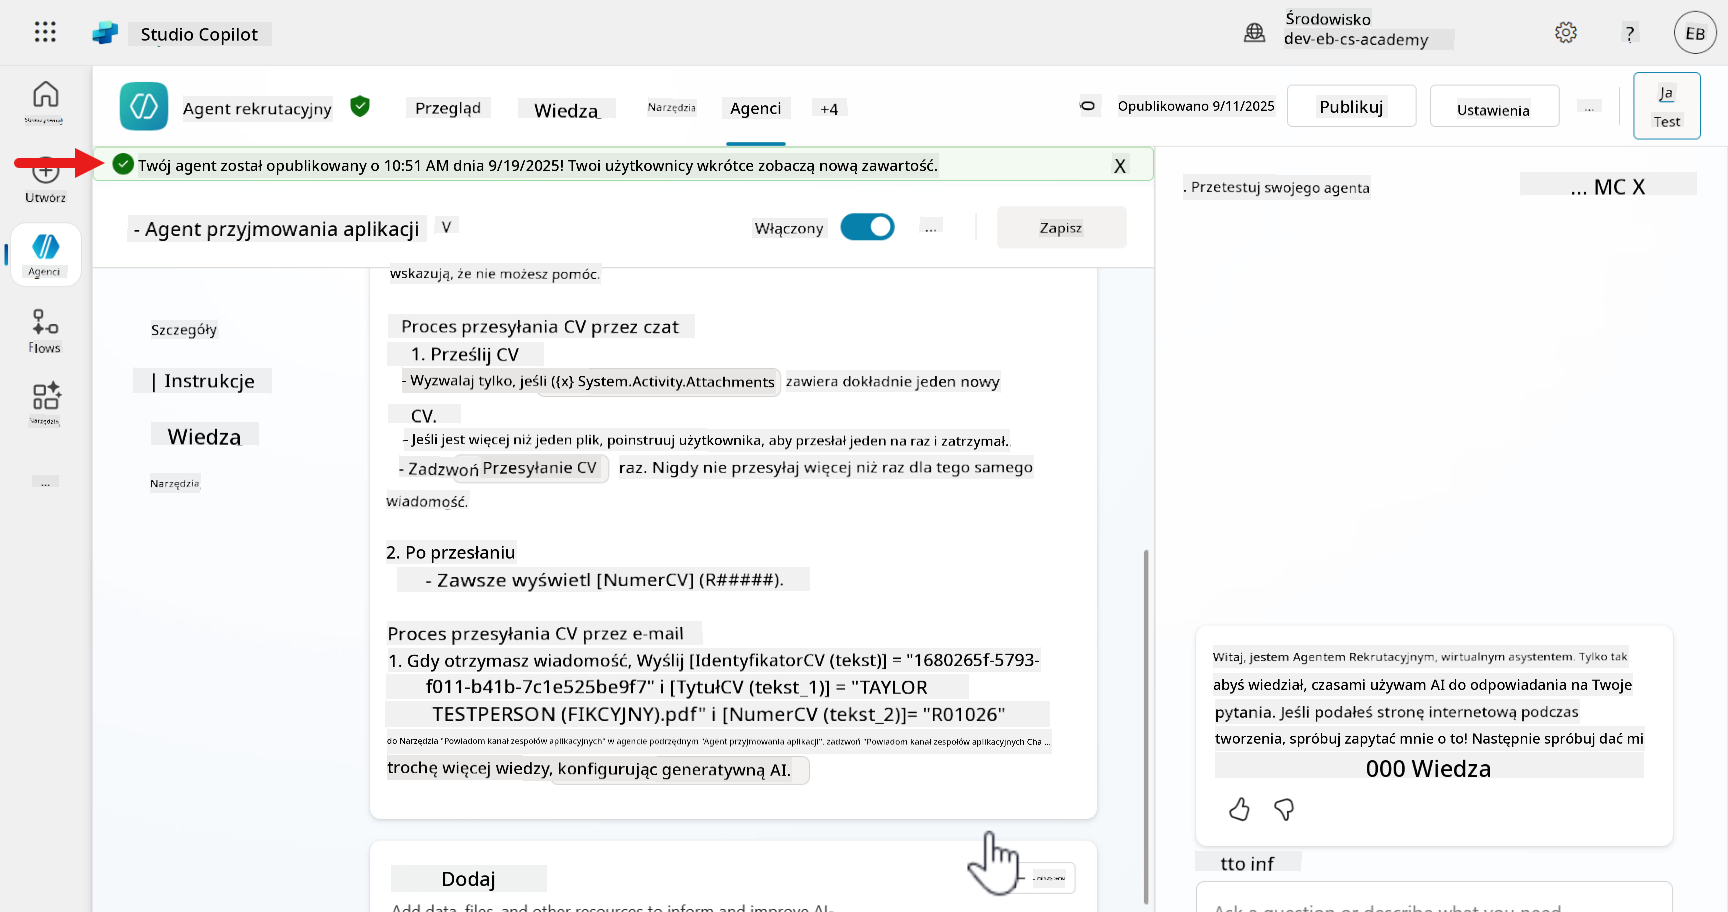 Studio Copilot
Środowisko
dev-eb-cs-academy
?
EB
Agent rekrutacyjny
Przegląd
Wiedza
Narzędzia
Agenci
+4
Opublikowano 9/11/2025
Publikuj
Ustawienia
...
Ja
Test
Twój agent został opublikowany o 10:51 AM dnia 9/19/2025! Twoi użytkownicy wkrótce zobaczą nową zawartość.
X
Utwórz
Agenci
Flows
Narzędzia
...
- Agent przyjmowania aplikacji
V
Włączony
...
Zapisz
. Przetestuj swojego agenta
... MC X
Szczegóły
| Instrukcje
Wiedza
Narzędzia
wskazują, że nie możesz pomóc.
Proces przesyłania CV przez czat
1. Prześlij CV
- Wyzwalaj tylko, jeśli ({x} System.Activity.Attachments zawiera dokładnie jeden nowy
CV.
- Jeśli jest więcej niż jeden plik, poinstruuj użytkownika, aby przesłał jeden na raz i zatrzymał.
- Zadzwoń Przesyłanie CV raz. Nigdy nie przesyłaj więcej niż raz dla tego samego
wiadomość.
2. Po przesłaniu
- Zawsze wyświetl [NumerCV] (R#####).
Proces przesyłania CV przez e-mail
1. Gdy otrzymasz wiadomość, Wyślij [IdentyfikatorCV (tekst)] = "1680265f-5793-
f011-b41b-7c1e525be9f7" i [TytułCV (tekst_1)] = "TAYLOR
TESTPERSON (FIKCYJNY).pdf" i [NumerCV (tekst_2)]= "R01026"
do Narzędzia "Powiadom kanał zespołów aplikacyjnych" w agencie podrzędnym "Agent przyjmowania aplikacji", zadzwoń "Powiadom kanał zespołów aplikacyjnych Cha ...
trochę więcej wiedzy, konfigurując generatywną AI.
Dodaj
Add data, files, and other resources to inform and improve AI-
Witaj, jestem Agentem Rekrutacyjnym, wirtualnym asystentem. Tylko tak
abyś wiedział, czasami używam AI do odpowiadania na Twoje
pytania. Jeśli podałeś stronę internetową podczas
tworzenia, spróbuj zapytać mnie o to! Następnie spróbuj dać mi
000 Wiedza
tto inf
Ask a question or describe what you need